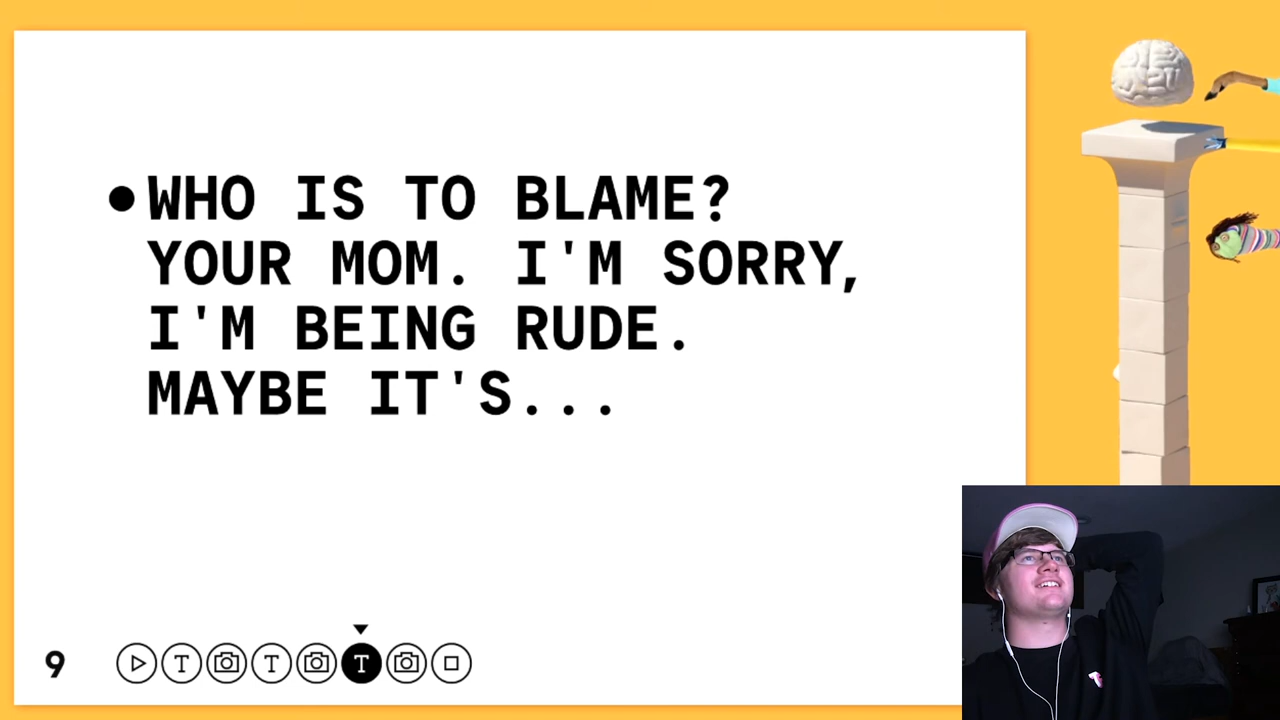 WHO IS TO BLAME?
YOUR MOM. I'M SORRY,
I'M BEING RUDE.
MAYBE IT'S...
9
T T T